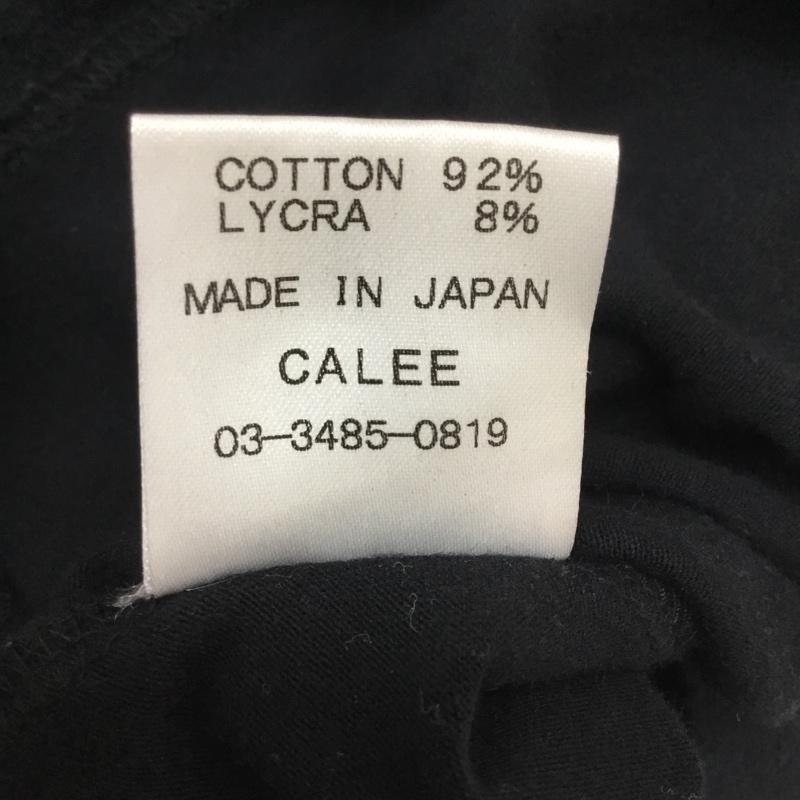 COTTON 92%
LYCRA 8%
MADE IN JAPAN
CALEE
03-3485-0819